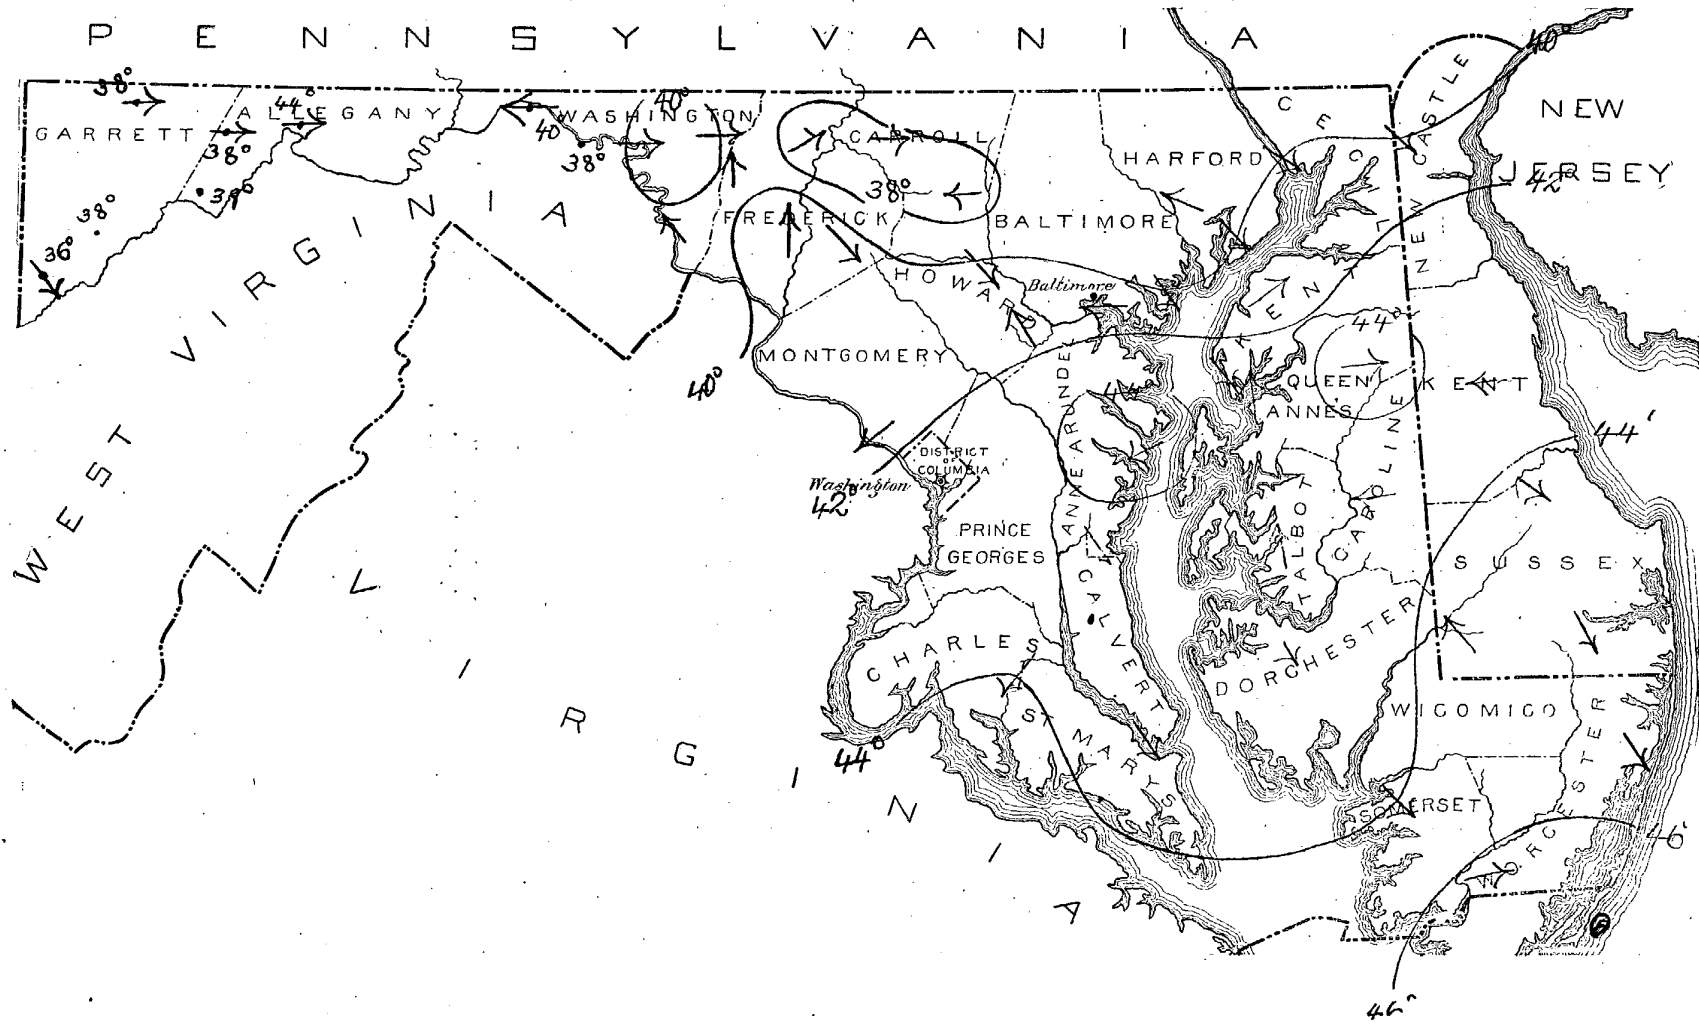 PENNSYLVANIA
40°
NEW
JERSEY
38°
44°
40°
GARRETT
ALLEGANY
WASHINGTON
CARROLL
CECIL
NEW CASTLE
38°
40
38°
39°
38°
36°
38°
HARFORD
42°
FREDERICK
BALTIMORE
WEST VIRGINIA
HOWARD
Baltimore
KENT
44°
MONTGOMERY
40°
ANNE ARUNDEL
44
QUEEN
ANNES
KENT
CAROLINE
44'
DISTRICT
OF
COLUMBIA
Washington
42°
TALBOT
PRINCE
GEORGES
SUSSEX
CALVERT
CHARLES
DORCHESTER
ST MARYS
WICOMICO
WORCESTER
44°
SOMERSET
46°
VIRGINIA
46°